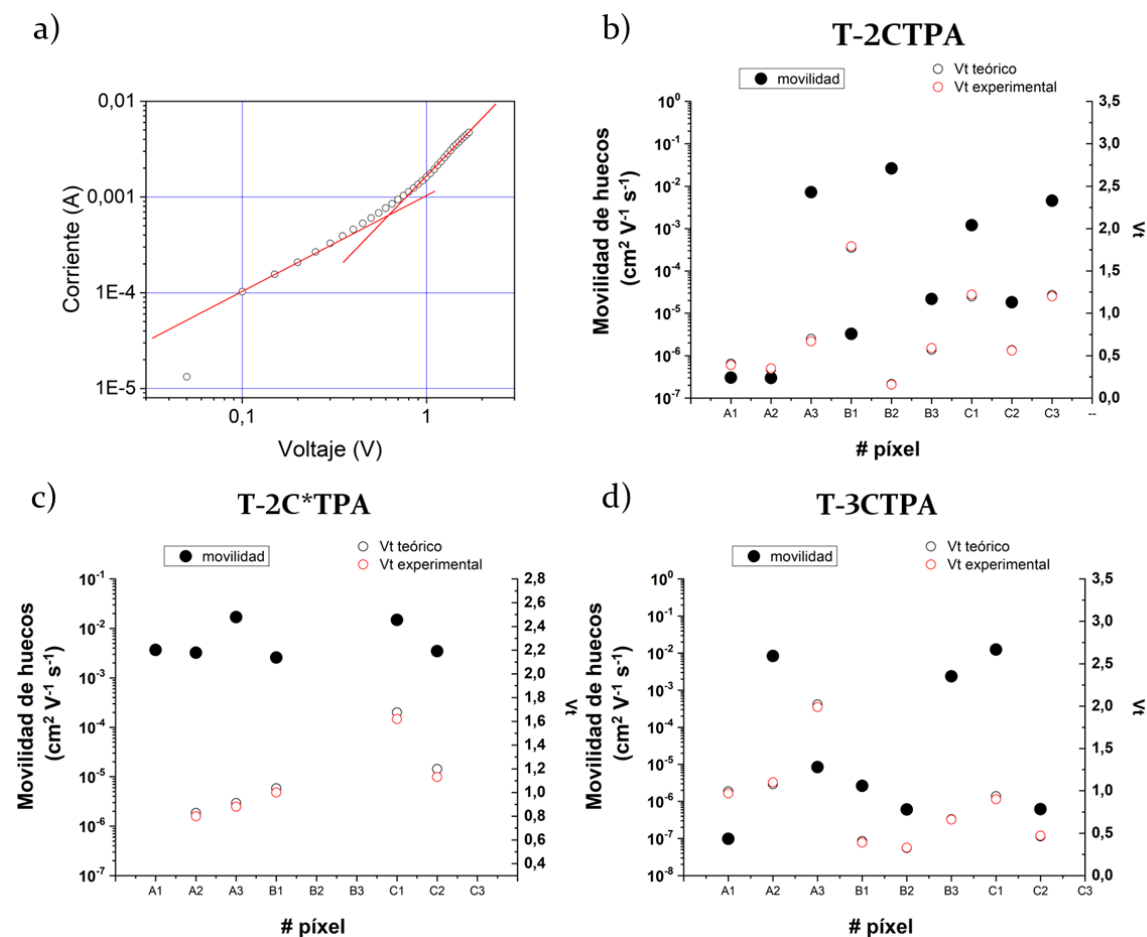 a)
0,01
0,001
1E-4
1E-5
Corriente (A)
0,1
1
Voltaje (V)
b)
T-2CTPA
movilidad
Vt teórico
Vt experimental
10⁰
10⁻¹
10⁻²
10⁻³
10⁻⁴
10⁻⁵
10⁻⁶
10⁻⁷
Movilidad de huecos
(cm² V⁻¹ s⁻¹)
3,5
3,0
2,5
2,0
1,5
1,0
0,5
0,0
Vt
A1 A2 A3 B1 B2 B3 C1 C2 C3 --
# píxel
c)
T-2C*TPA
movilidad
Vt teórico
Vt experimental
10⁻¹
10⁻²
10⁻³
10⁻⁴
10⁻⁵
10⁻⁶
10⁻⁷
Movilidad de huecos
(cm² V⁻¹ s⁻¹)
2,8
2,6
2,4
2,2
2,0
1,8
1,6
1,4
1,2
1,0
0,8
0,6
0,4
Vt
A1 A2 A3 B1 B2 B3 C1 C2 C3
# píxel
d)
T-3CTPA
movilidad
Vt teórico
Vt experimental
10⁰
10⁻¹
10⁻²
10⁻³
10⁻⁴
10⁻⁵
10⁻⁶
10⁻⁷
10⁻⁸
Movilidad de huecos
(cm² V⁻¹ s⁻¹)
3,5
3,0
2,5
2,0
1,5
1,0
0,5
0,0
Vt
A1 A2 A3 B1 B2 B3 C1 C2 C3
# píxel